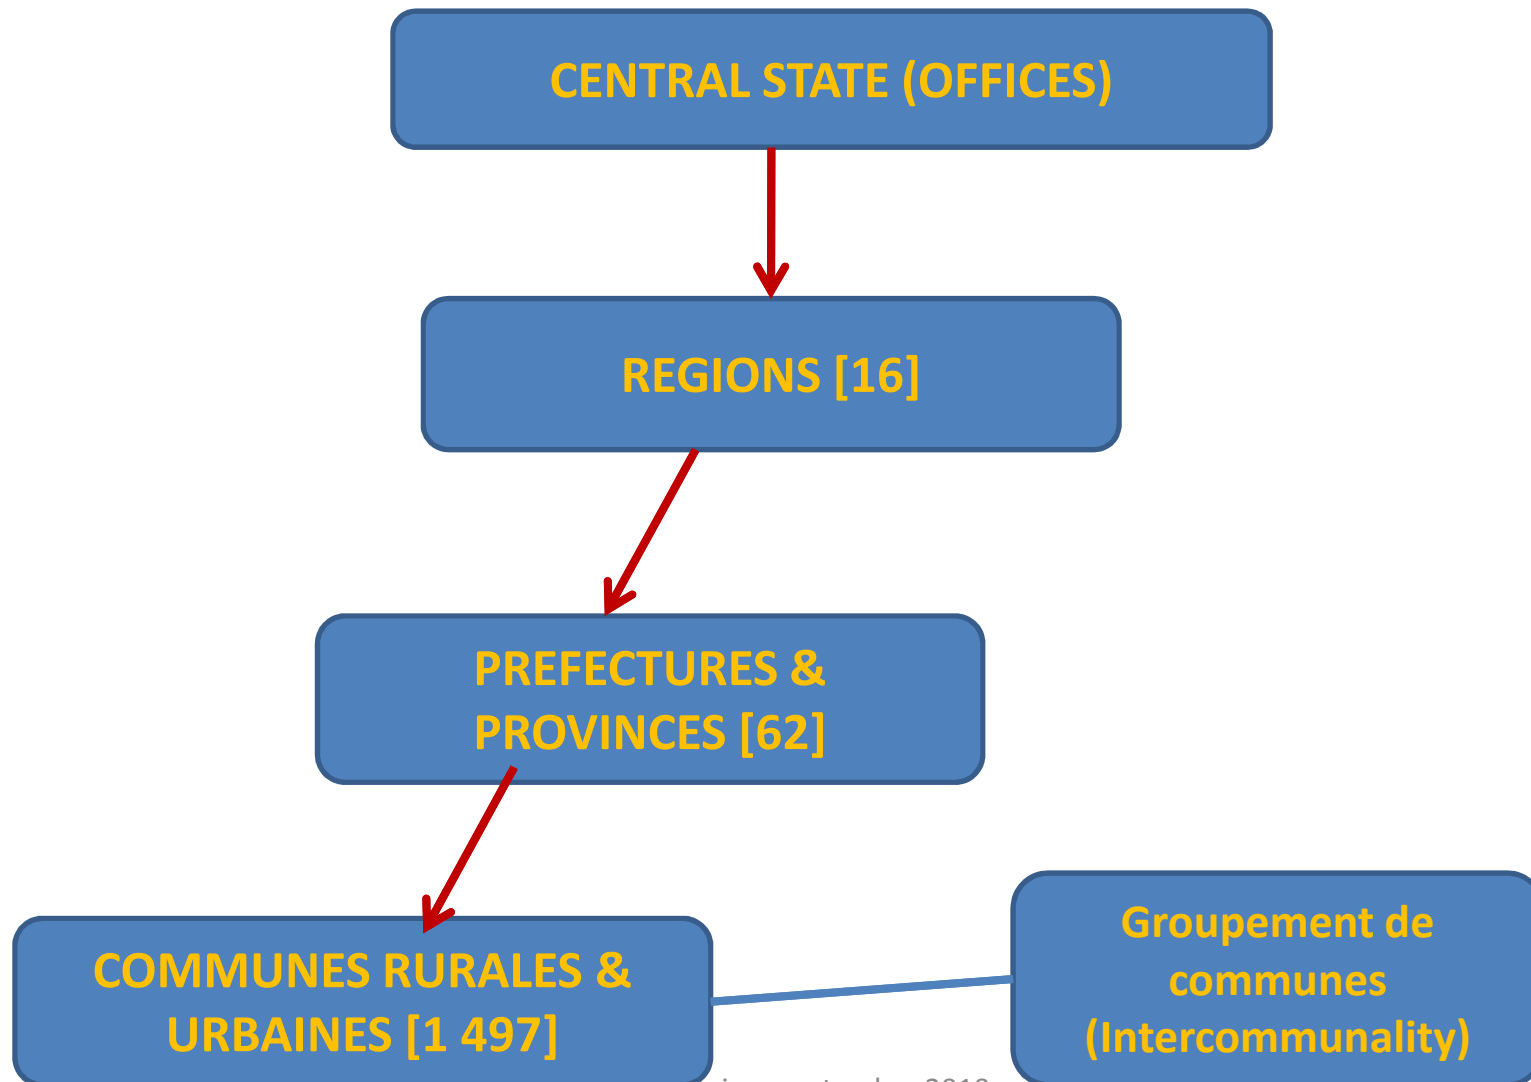 CENTRAL STATE (OFFICES)
REGIONS [16]
PREFECTURES &
PROVINCES [62]
COMMUNES RURALES &
URBAINES [1 497]
Groupement de
communes
(Intercommunality)